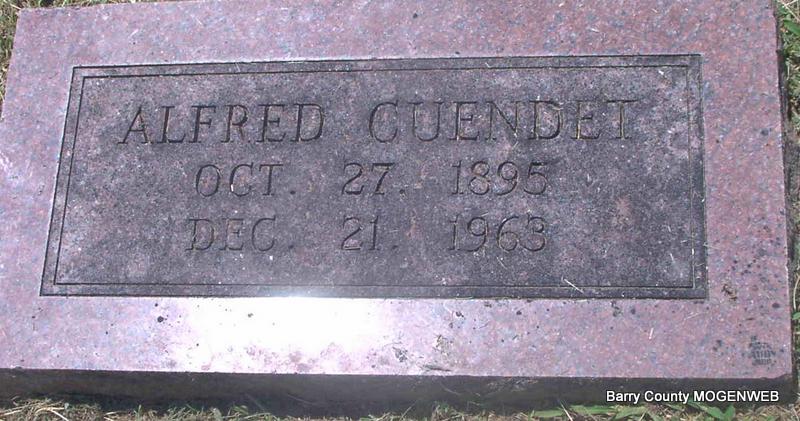 ALFRED CUENDET
OCT. 27. 1895
DEC. 21. 1963
Barry County MOGENWEB